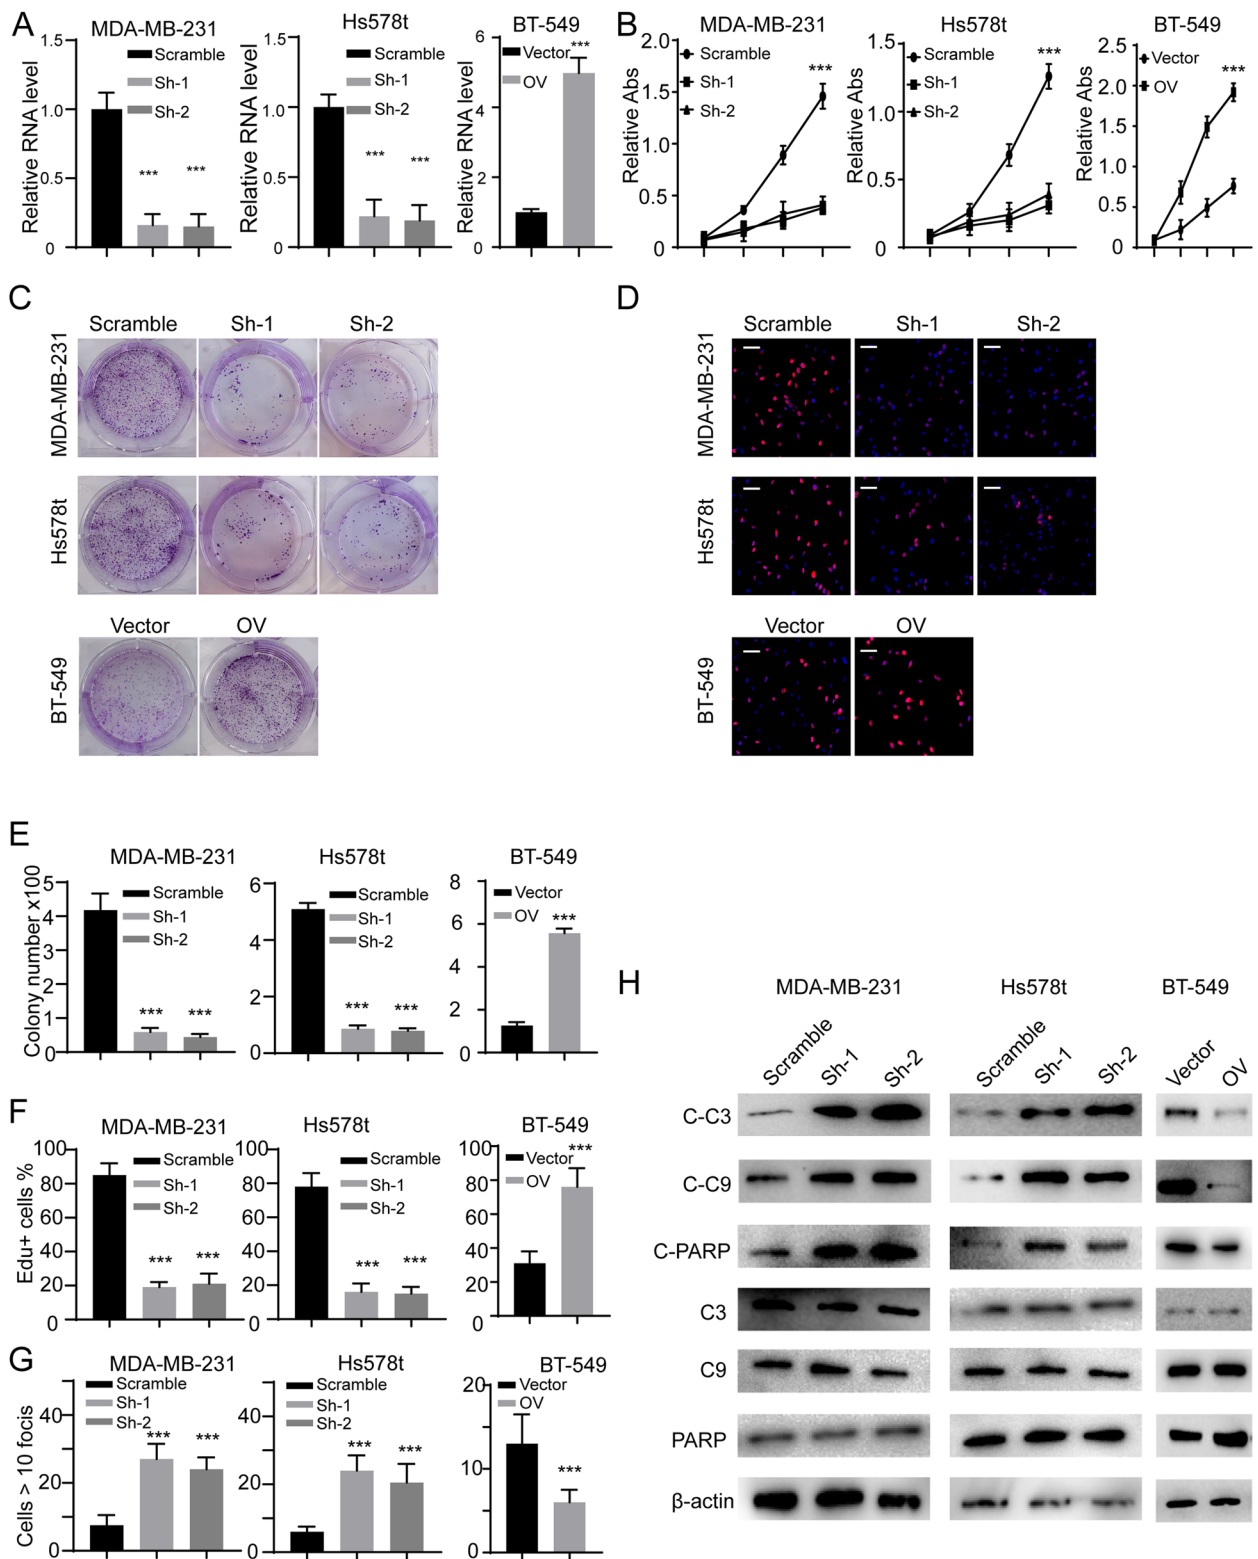 A
MDA-MB-231
Relative RNA level
1.5
1.0
0.5
0
Scramble
Sh-1
Sh-2
***
***
Hs578t
Relative RNA level
1.5
1.0
0.5
0
Scramble
Sh-1
Sh-2
***
***
BT-549
6
4
2
0
Vector
OV
***
B
MDA-MB-231
Relative Abs
2.0
1.5
1.0
0.5
0
Scramble
Sh-1
Sh-2
***
Hs578t
Relative Abs
1.5
1.0
0.5
0
Scramble
Sh-1
Sh-2
***
BT-549
Relative Abs
2.5
2.0
1.5
1.0
0.5
0
Vector
OV
***
C
Scramble Sh-1 Sh-2
MDA-MB-231
Hs578t
Vector OV
BT-549
D
Scramble Sh-1 Sh-2
MDA-MB-231
Hs578t
Vector OV
BT-549
E
MDA-MB-231
Colony number x100
5
4
3
2
1
0
Scramble
Sh-1
Sh-2
***
***
Hs578t
6
4
2
0
Scramble
Sh-1
Sh-2
***
***
BT-549
8
6
4
2
0
Vector
OV
***
F
MDA-MB-231
Edu+ cells %
100
80
60
40
20
0
Scramble
Sh-1
Sh-2
***
***
Hs578t
100
80
60
40
20
0
Scramble
Sh-1
Sh-2
***
***
BT-549
100
80
60
40
20
0
Vector
OV
***
G
MDA-MB-231
Cells > 10 focis
40
20
0
Scramble
Sh-1
Sh-2
***
***
Hs578t
40
20
0
Scramble
Sh-1
Sh-2
***
***
BT-549
20
10
0
Vector
OV
***
H
MDA-MB-231 Hs578t BT-549
Scramble Sh-1 Sh-2 Scramble Sh-1 Sh-2 Vector OV
C-C3
C-C9
C-PARP
C3
C9
PARP
β-actin